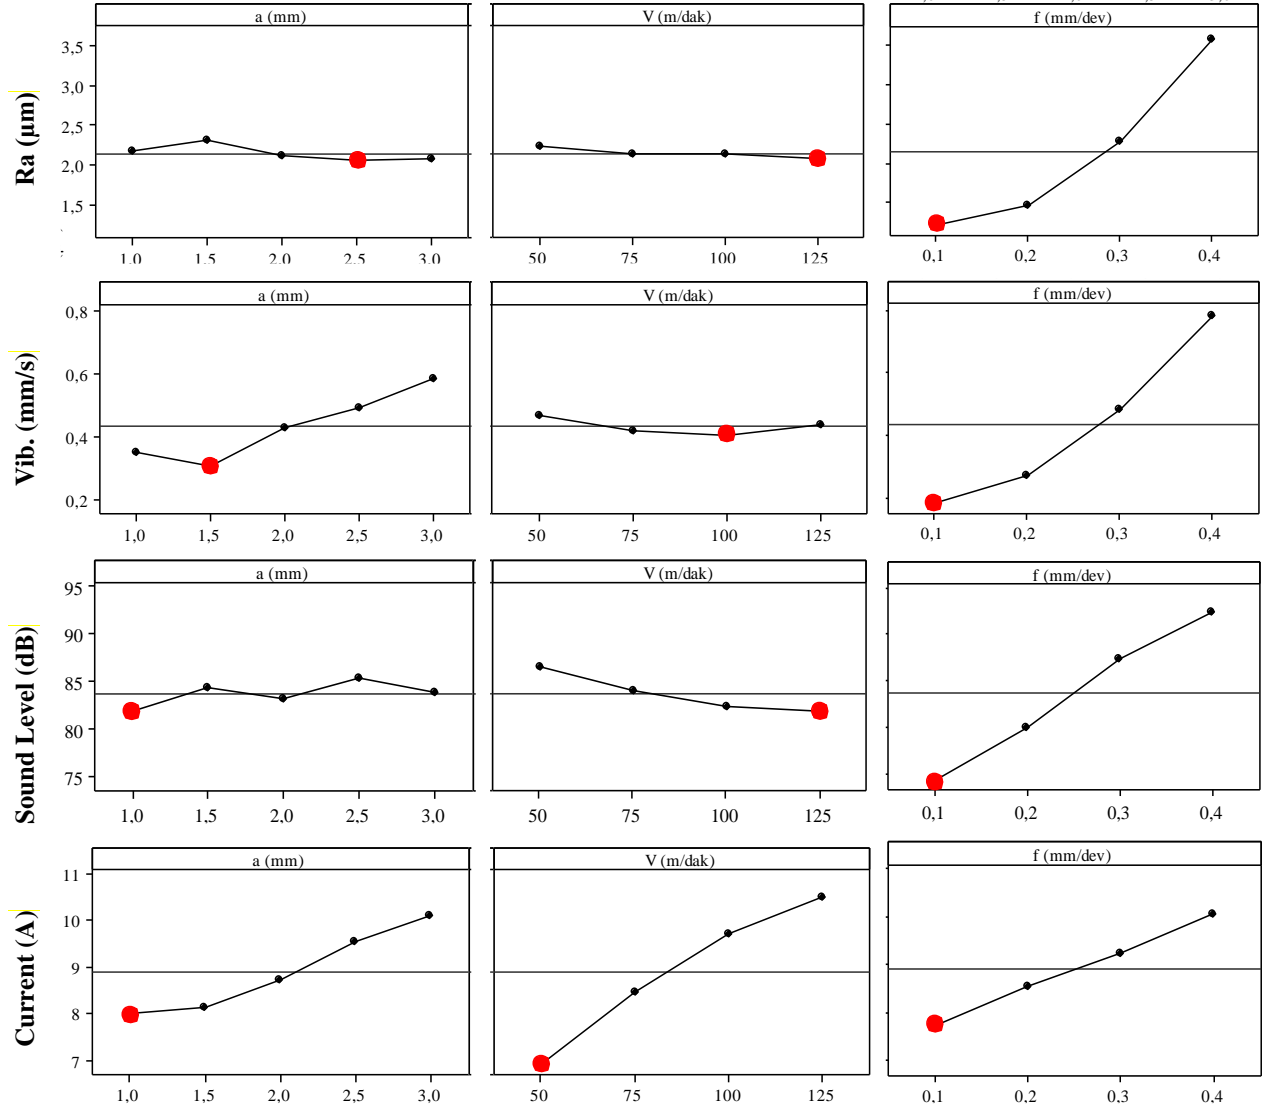 a (mm) V (m/dak) f (mm/dev)
Ra (μm)
3,5
3,0
2,5
2,0
1,5
1,0 1,5 2,0 2,5 3,0 50 75 100 125 0,1 0,2 0,3 0,4
a (mm) V (m/dak) f (mm/dev)
Vib. (mm/s)
0,8
0,6
0,4
0,2
1,0 1,5 2,0 2,5 3,0 50 75 100 125 0,1 0,2 0,3 0,4
a (mm) V (m/dak) f (mm/dev)
Sound Level (dB)
95
90
85
80
75
1,0 1,5 2,0 2,5 3,0 50 75 100 125 0,1 0,2 0,3 0,4
a (mm) V (m/dak) f (mm/dev)
Current (A)
11
10
9
8
7
1,0 1,5 2,0 2,5 3,0 50 75 100 125 0,1 0,2 0,3 0,4